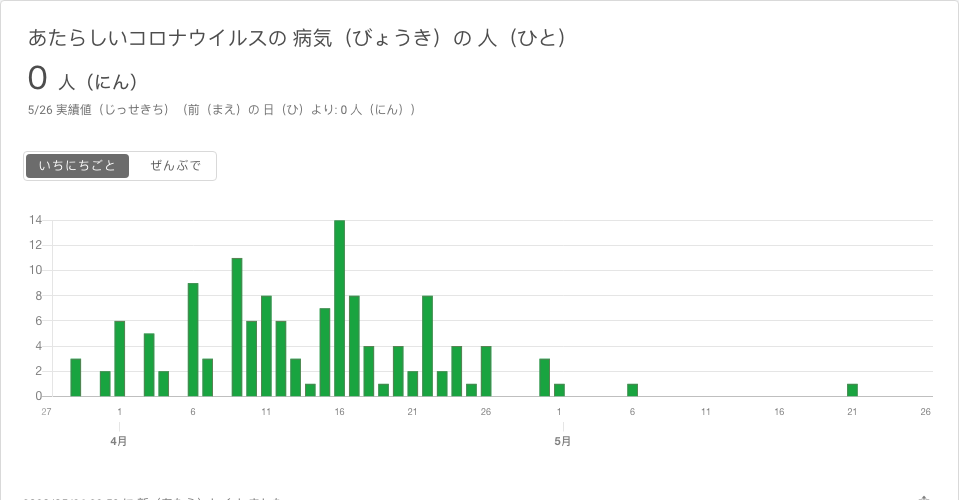 あたらしいコロナウイルスの 病気（びょうき）の 人（ひと）
0 人（にん）
5/26 実績値（じっせきち）（前（まえ）の 日（ひ）より: 0 人（にん））
いちにちごと ぜんぶで
14
12
10
8
6
4
2
0
27 1 6 11 16 21 26 1 6 11 16 21 26
4月 5月